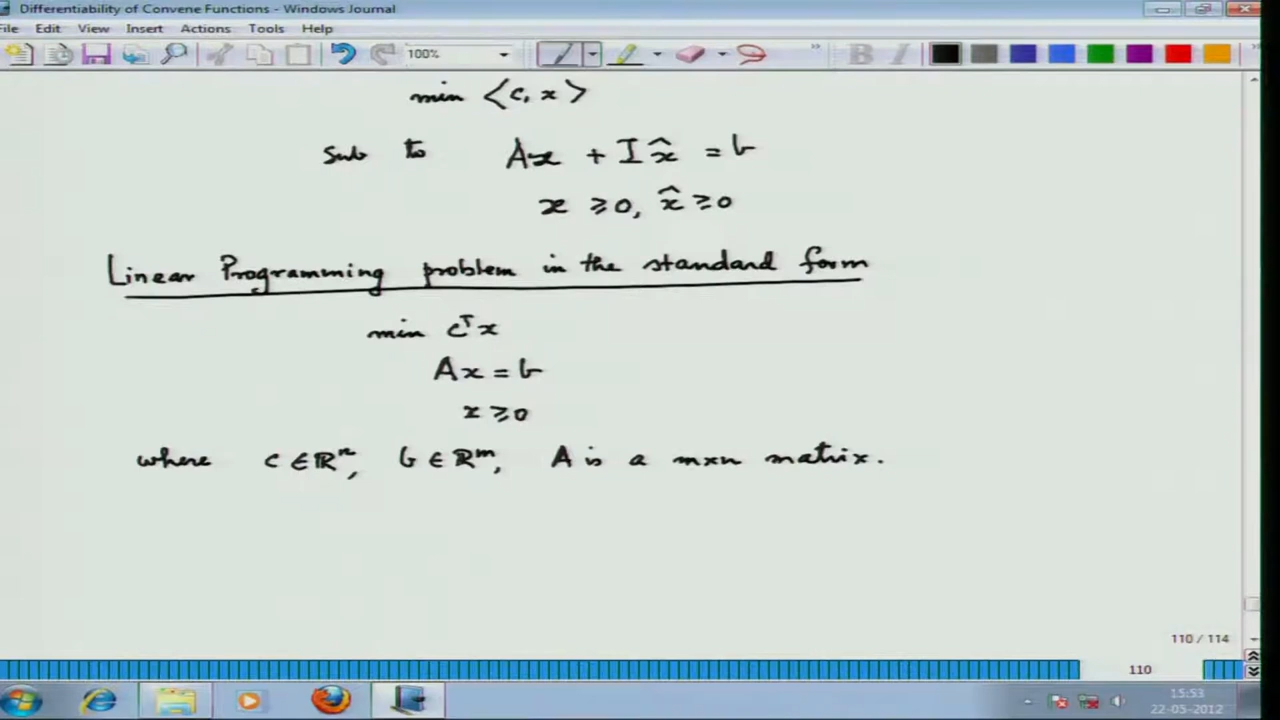 Differentiability of Convene Functions - Windows Journal
File Edit View Insert Actions Tools Help
100%
min <c, x>
Sub to Ax + I x̂ = b
x ≥ 0, x̂ ≥ 0
Linear Programming problem in the standard form
min cᵀx
Ax = b
x ≥ 0
where c ∈ ℝⁿ, b ∈ ℝᵐ, A is a m×n matrix.
110 / 114
110
15:53
22-05-2012